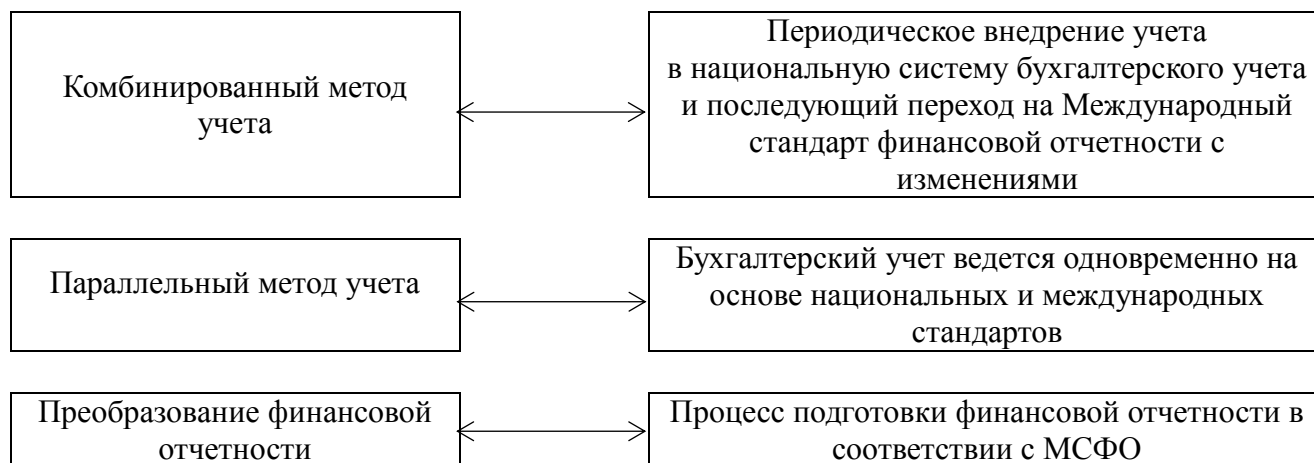 Комбинированный метод
учета
Периодическое внедрение учета
в национальную систему бухгалтерского учета
и последующий переход на Международный
стандарт финансовой отчетности с
изменениями
Параллельный метод учета
Бухгалтерский учет ведется одновременно на
основе национальных и международных
стандартов
Преобразование финансовой
отчетности
Процесс подготовки финансовой отчетности в
соответствии с МСФО